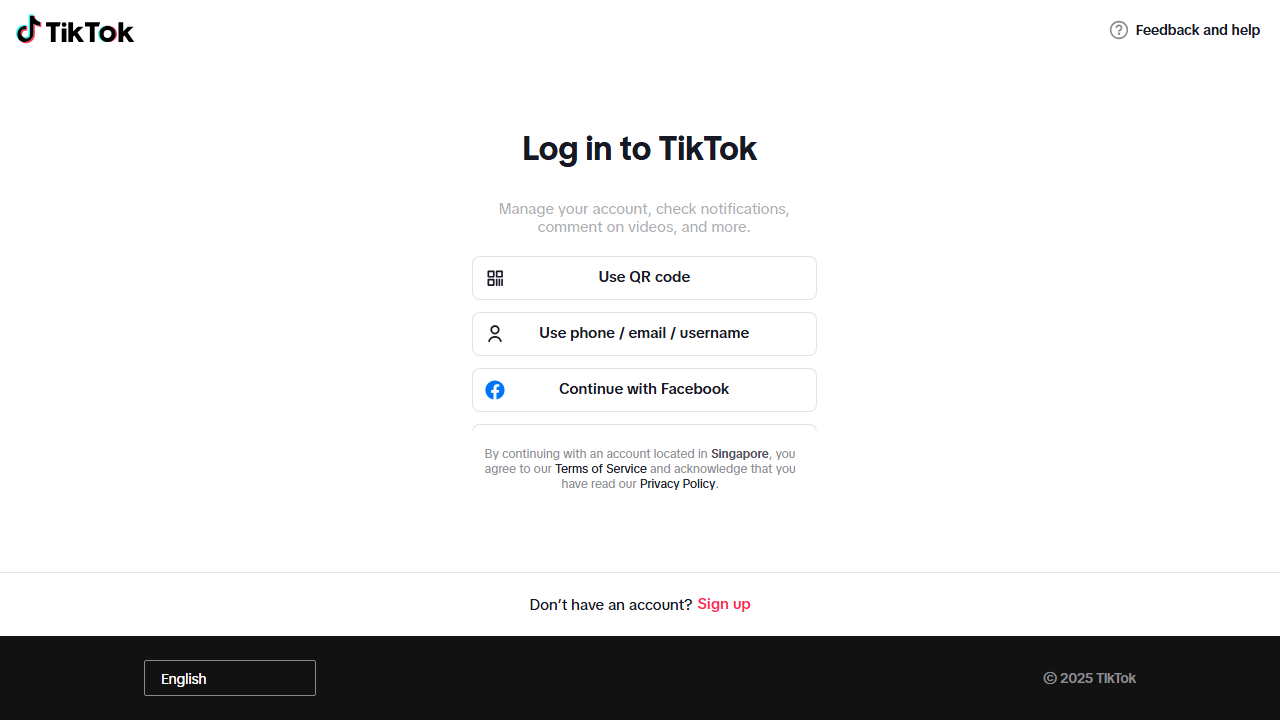 TikTok
Feedback and help
Log in to TikTok
Manage your account, check notifications,
comment on videos, and more.
Use QR code
Use phone / email / username
Continue with Facebook
By continuing with an account located in Singapore, you
agree to our Terms of Service and acknowledge that you
have read our Privacy Policy.
Don’t have an account? Sign up
English
© 2025 TikTok